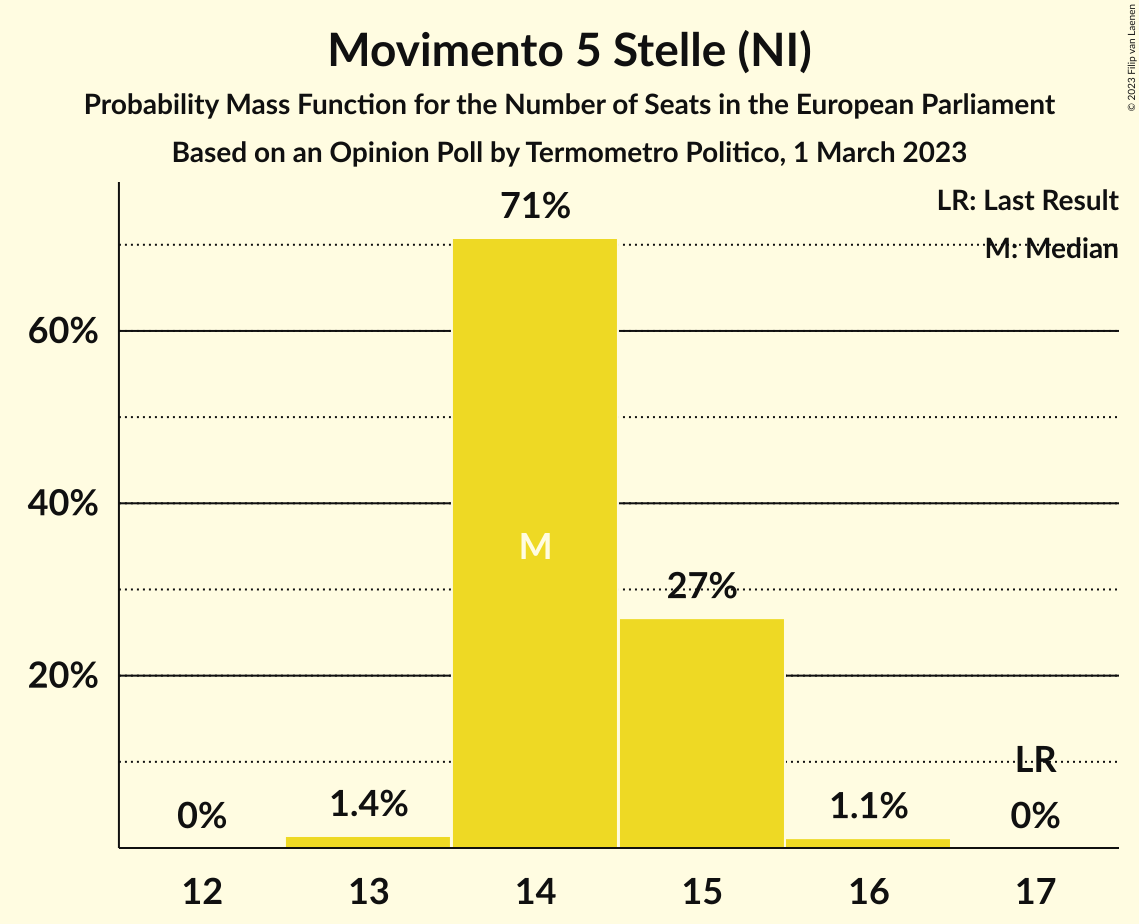 Movimento 5 Stelle (NI)
Probability Mass Function for the Number of Seats in the European Parliament
Based on an Opinion Poll by Termometro Politico, 1 March 2023
© 2023 Filip van Laenen
LR: Last Result
M: Median
71%
60%
40%
M
27%
20%
LR
0%
1.4%
1.1%
0%
12 13 14 15 16 17